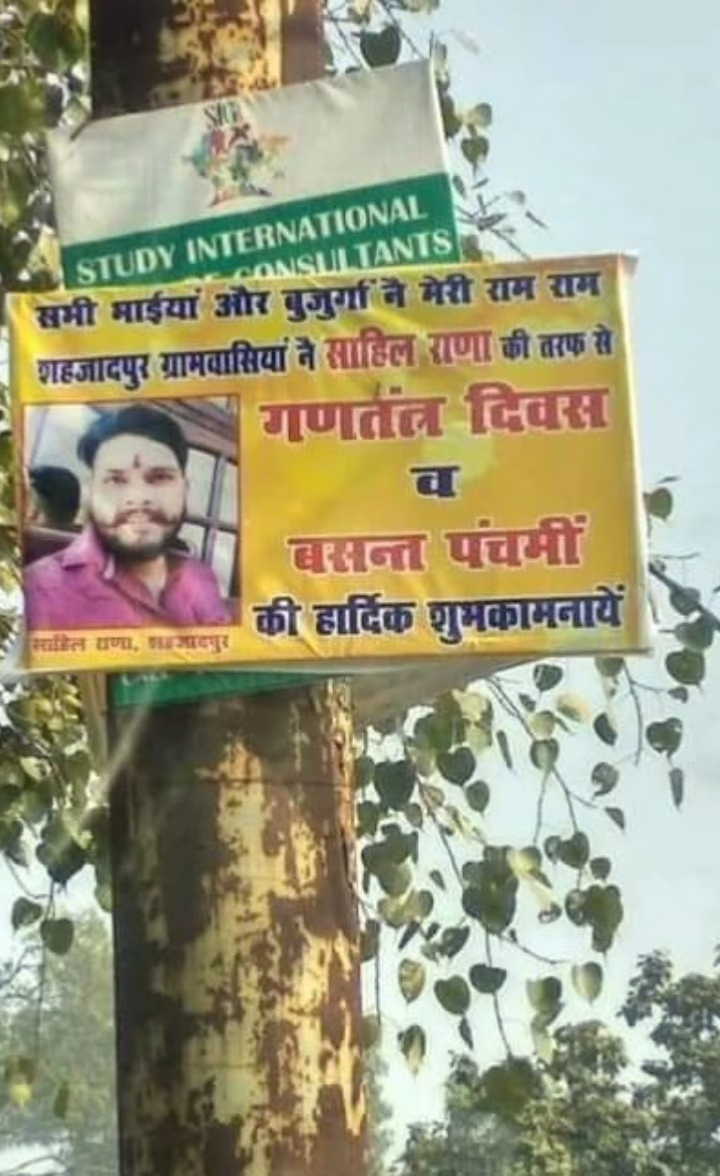 STUDY INTERNATIONAL
CONSULTANTS
सभी माईयां और बुजुर्गा नै मेरी राम राम
शहजादपुर ग्रामवासियां नै साहिल राणा की तरफ से
गणतंत्र दिवस
व
बसन्त पंचमीं
की हार्दिक शुभकामनायें
साहिल राणा, शहजादपुर